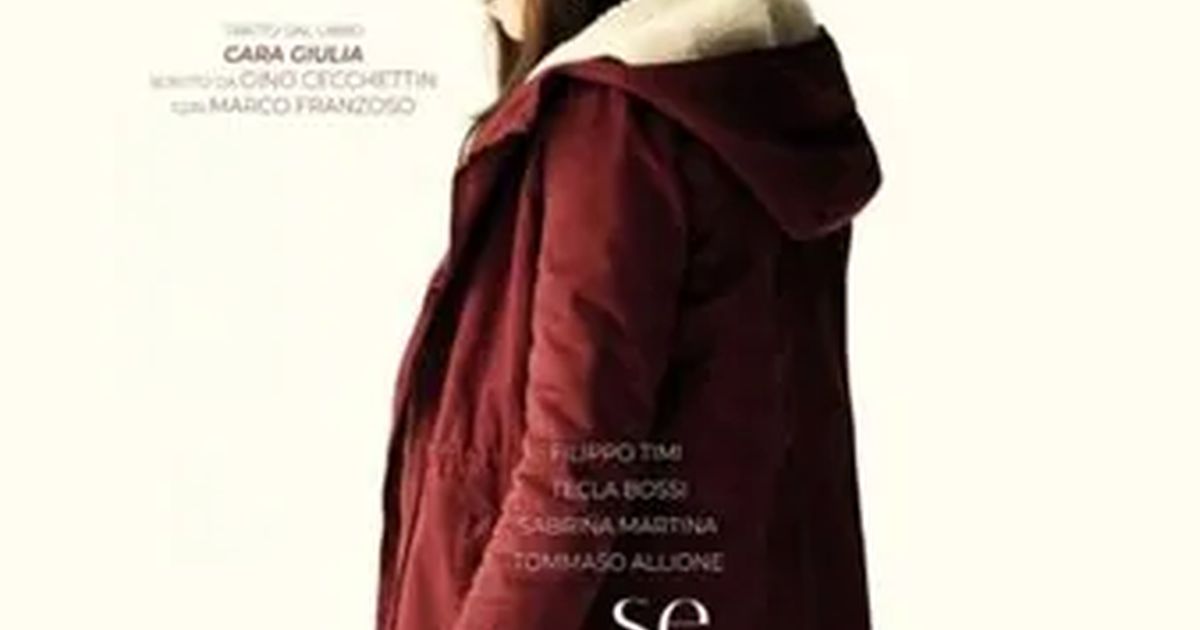 TRATTO DAL LIBRO
CARA GIULIA
SCRITTO DA GINO CECCHETTIN
CON MARCO FRANZOSO
FILIPPO TIMI
TECLA BOSSI
SABRINA MARTINA
TOMMASO ALLIONE
se